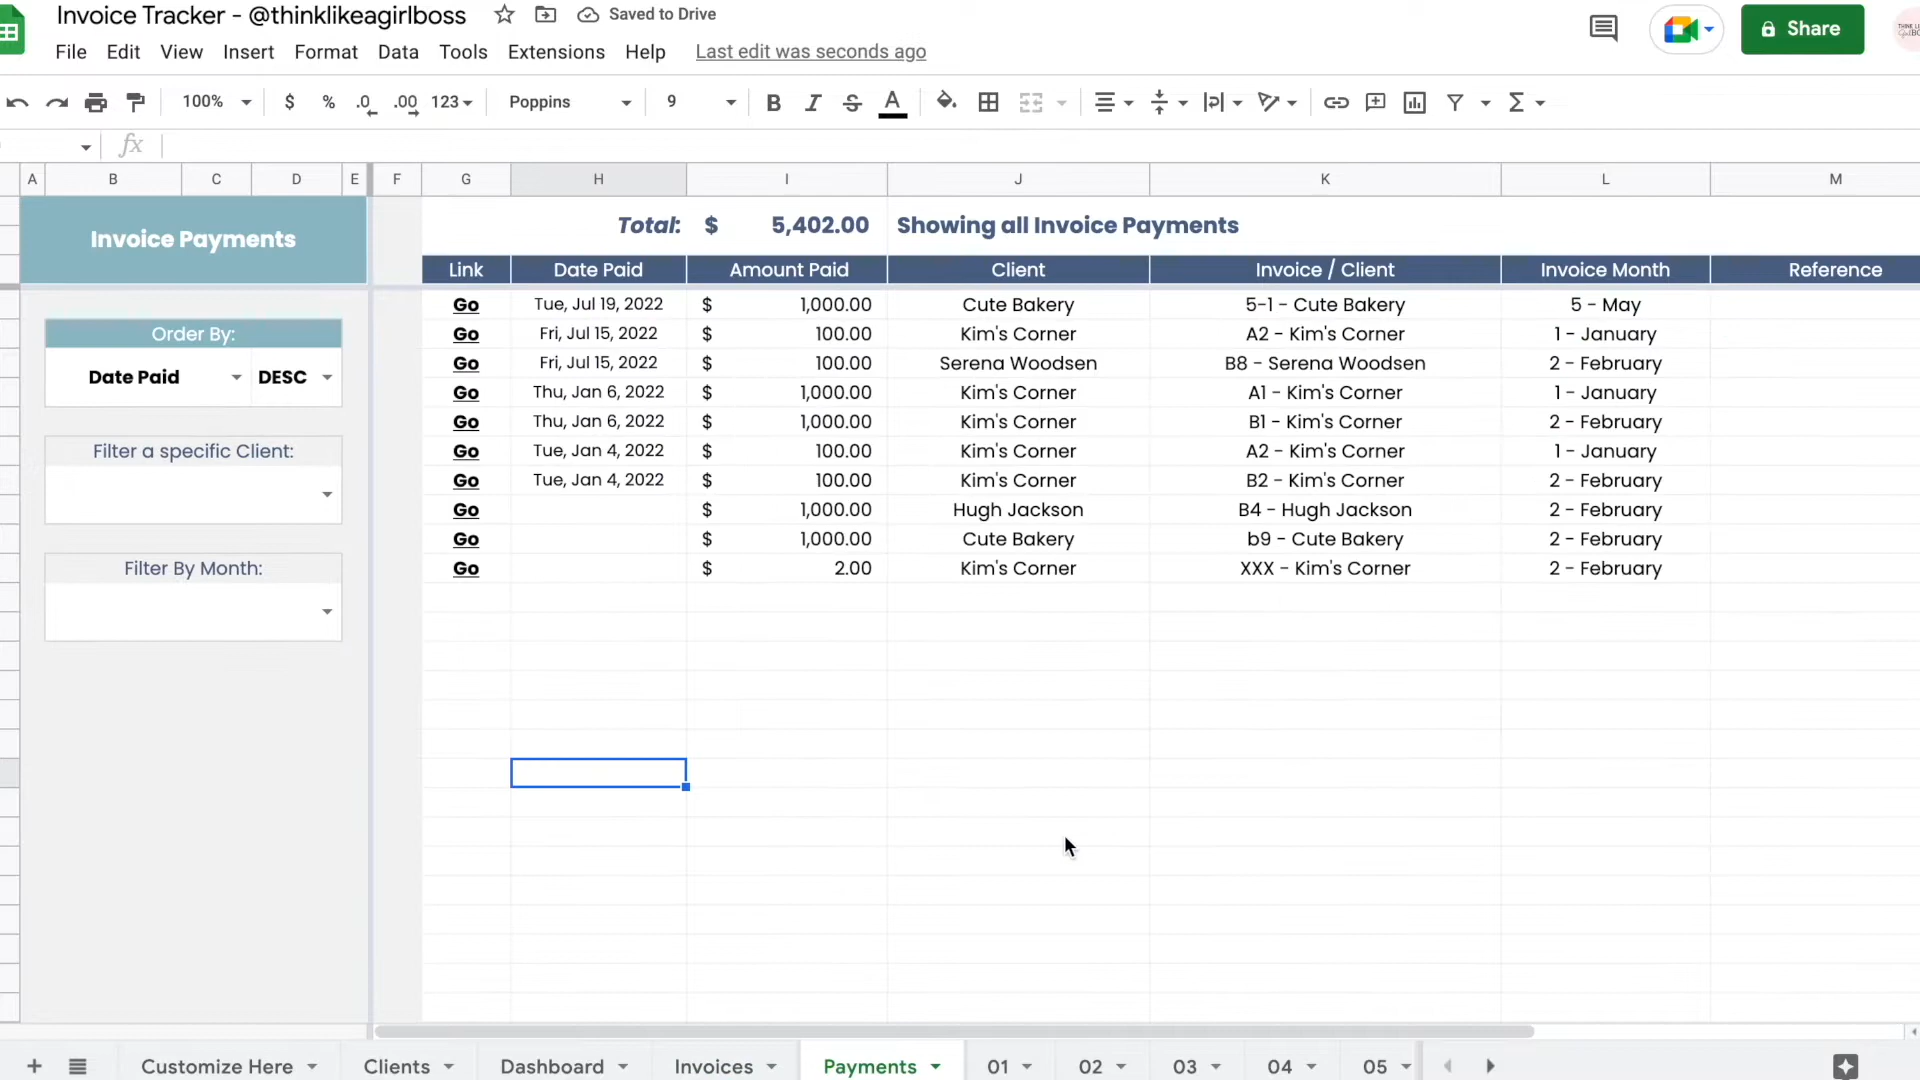 Invoice Tracker - @thinklikeagirlboss Saved to Drive
File Edit View Insert Format Data Tools Extensions Help Last edit was seconds ago
Share
100% $ % .0 .00 123 Poppins 9 B I S A Σ
fx
A B C D E F G H I J K L M
Invoice Payments
Total: $ 5,402.00 Showing all Invoice Payments
Link Date Paid Amount Paid Client Invoice / Client Invoice Month Reference
Go Tue, Jul 19, 2022 $ 1,000.00 Cute Bakery 5-1 - Cute Bakery 5 - May
Go Fri, Jul 15, 2022 $ 100.00 Kim's Corner A2 - Kim's Corner 1 - January
Go Fri, Jul 15, 2022 $ 100.00 Serena Woodsen B8 - Serena Woodsen 2 - February
Go Thu, Jan 6, 2022 $ 1,000.00 Kim's Corner A1 - Kim's Corner 1 - January
Go Thu, Jan 6, 2022 $ 1,000.00 Kim's Corner B1 - Kim's Corner 2 - February
Go Tue, Jan 4, 2022 $ 100.00 Kim's Corner A2 - Kim's Corner 1 - January
Go Tue, Jan 4, 2022 $ 100.00 Kim's Corner B2 - Kim's Corner 2 - February
Go $ 1,000.00 Hugh Jackson B4 - Hugh Jackson 2 - February
Go $ 1,000.00 Cute Bakery b9 - Cute Bakery 2 - February
Go $ 2.00 Kim's Corner XXX - Kim's Corner 2 - February
Order By:
Date Paid DESC
Filter a specific Client:
Filter By Month:
Customize Here Clients Dashboard Invoices Payments 01 02 03 04 05